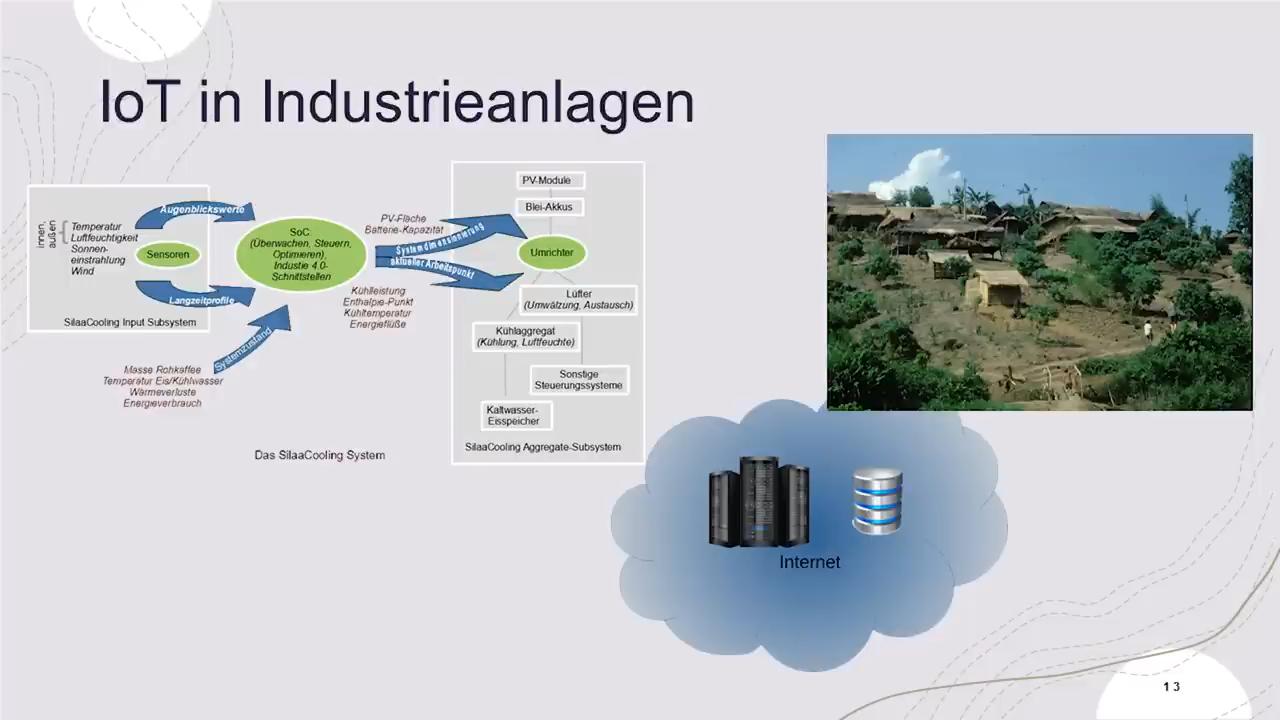 IoT in Industrieanlagen
innen,
außen
Temperatur
Luftfeuchtigkeit
Sonnen-
einstrahlung
Wind
Augenblickswerte
Sensoren
Langzeitprofile
SilaaCooling Input Subsystem
Systemzustand
Masse Rohkaffee
Temperatur Eis/Kühlwasser
Wärmeverluste
Energieverbrauch
SoC
(Überwachen, Steuern,
Optimieren),
Industie 4.0-
Schnittstellen
PV-Fläche
Batterie-Kapazität
Systemdimensionierung
aktueller Arbeitspunkt
Kühlleistung
Enthalpie-Punkt
Kühltemperatur
Energieflüße
PV-Module
Blei-Akkus
Umrichter
Lüfter
(Umwälzung, Austausch)
Kühlaggregat
(Kühlung, Luftfeuchte)
Sonstige
Steuerungssysteme
Kaltwasser-
Eisspeicher
SilaaCooling Aggregate-Subsystem
Das SilaaCooling System
Internet
13